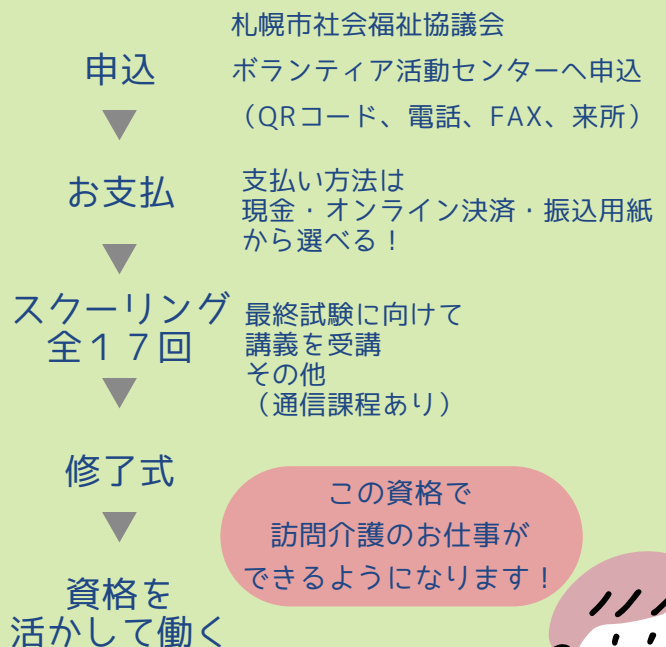 申込
札幌市社会福祉協議会
ボランティア活動センターへ申込
（QRコード、電話、FAX、来所）
お支払
支払い方法は
現金・オンライン決済・振込用紙
から選べる！
スクーリング
全１７回
最終試験に向けて
講義を受講
その他
（通信課程あり）
修了式
この資格で
訪問介護のお仕事が
できるようになります！
資格を
活かして働く